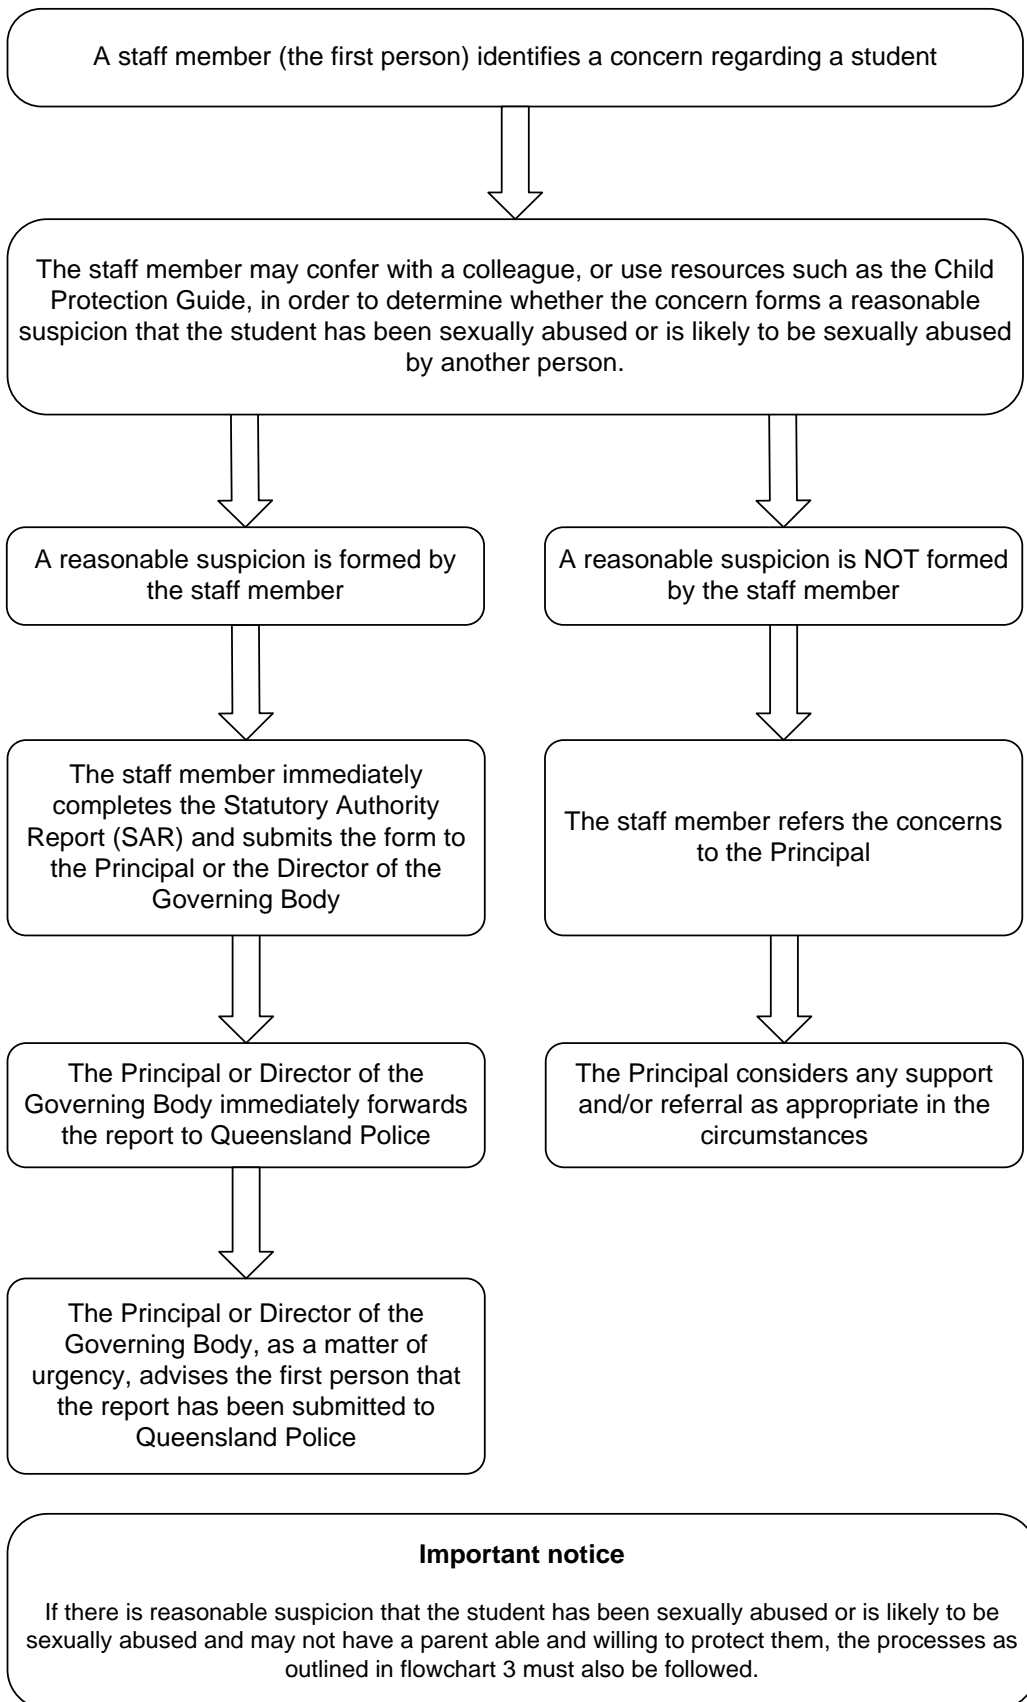 A staff member (the first person) identifies a concern regarding a student
The staff member may confer with a colleague, or use resources such as the Child
Protection Guide, in order to determine whether the concern forms a reasonable
suspicion that the student has been sexually abused or is likely to be sexually abused
by another person.
A reasonable suspicion is formed by
the staff member
A reasonable suspicion is NOT formed
by the staff member
The staff member immediately
completes the Statutory Authority
Report (SAR) and submits the form to
the Principal or the Director of the
Governing Body
The staff member refers the concerns
to the Principal
The Principal or Director of the
Governing Body immediately forwards
the report to Queensland Police
The Principal considers any support
and/or referral as appropriate in the
circumstances
The Principal or Director of the
Governing Body, as a matter of
urgency, advises the first person that
the report has been submitted to
Queensland Police
Important notice
If there is reasonable suspicion that the student has been sexually abused or is likely to be
sexually abused and may not have a parent able and willing to protect them, the processes as
outlined in flowchart 3 must also be followed.